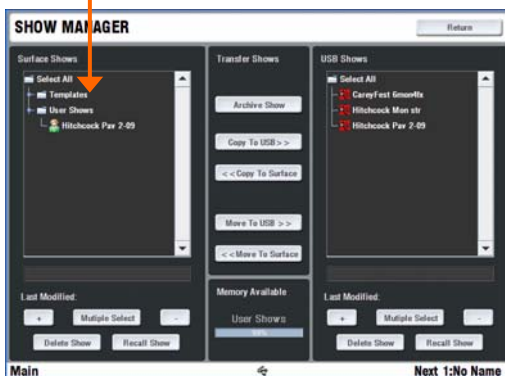 SHOW MANAGER
Return
Surface Shows
Select All
Templates
User Shows
Hitchcock Pav 2-09
Transfer Shows
Archive Show
Copy To USB >>
<< Copy To Surface
Move To USB >>
<< Move To Surface
USB Shows
Select All
CareyFest 6mon4fx
Hitchcock Mon str
Hitchcock Pav 2-09
Last Modified:
+
Mutiple Select
-
Delete Show
Recall Show
Memory Available
User Shows
Last Modified:
+
Mutiple Select
-
Delete Show
Recall Show
Main
Next 1:No Name